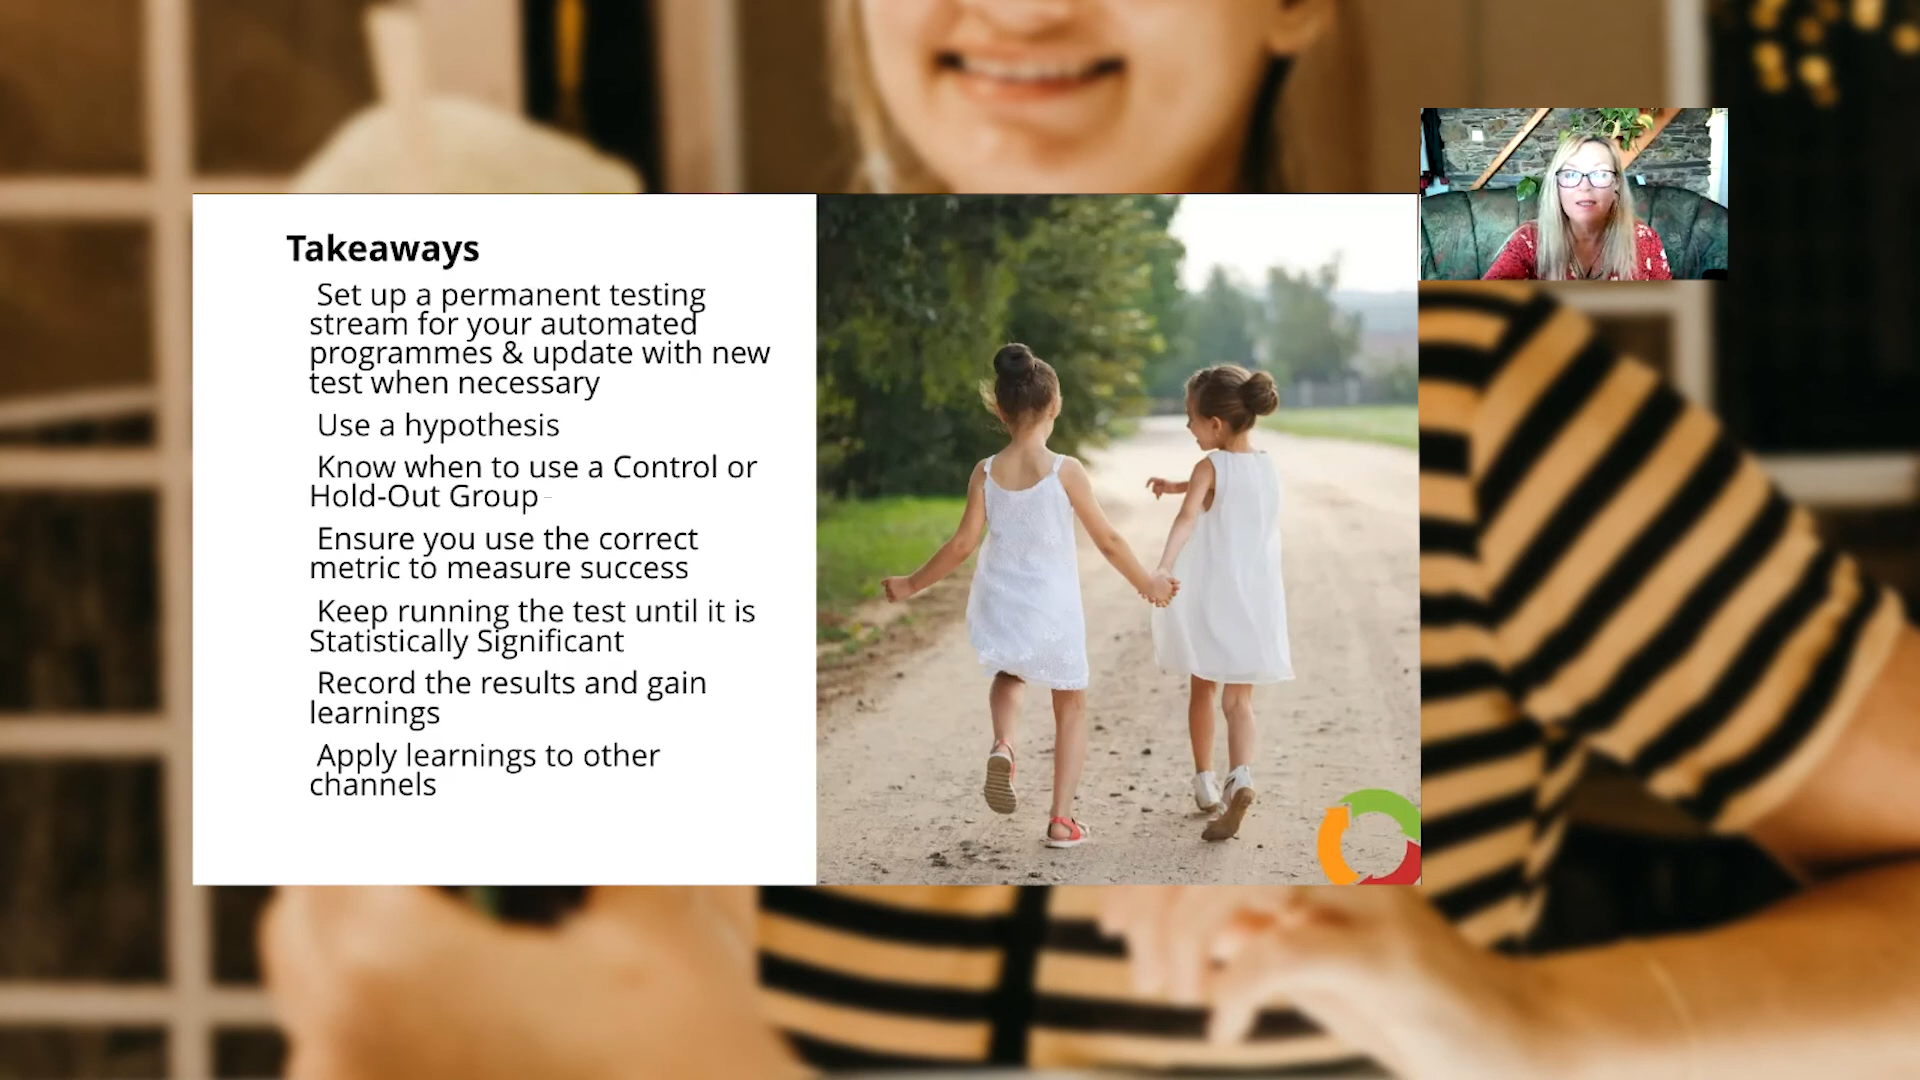 Takeaways
Set up a permanent testing
stream for your automated
programmes & update with new
test when necessary
Use a hypothesis
Know when to use a Control or
Hold-Out Group
Ensure you use the correct
metric to measure success
Keep running the test until it is
Statistically Significant
Record the results and gain
learnings
Apply learnings to other
channels